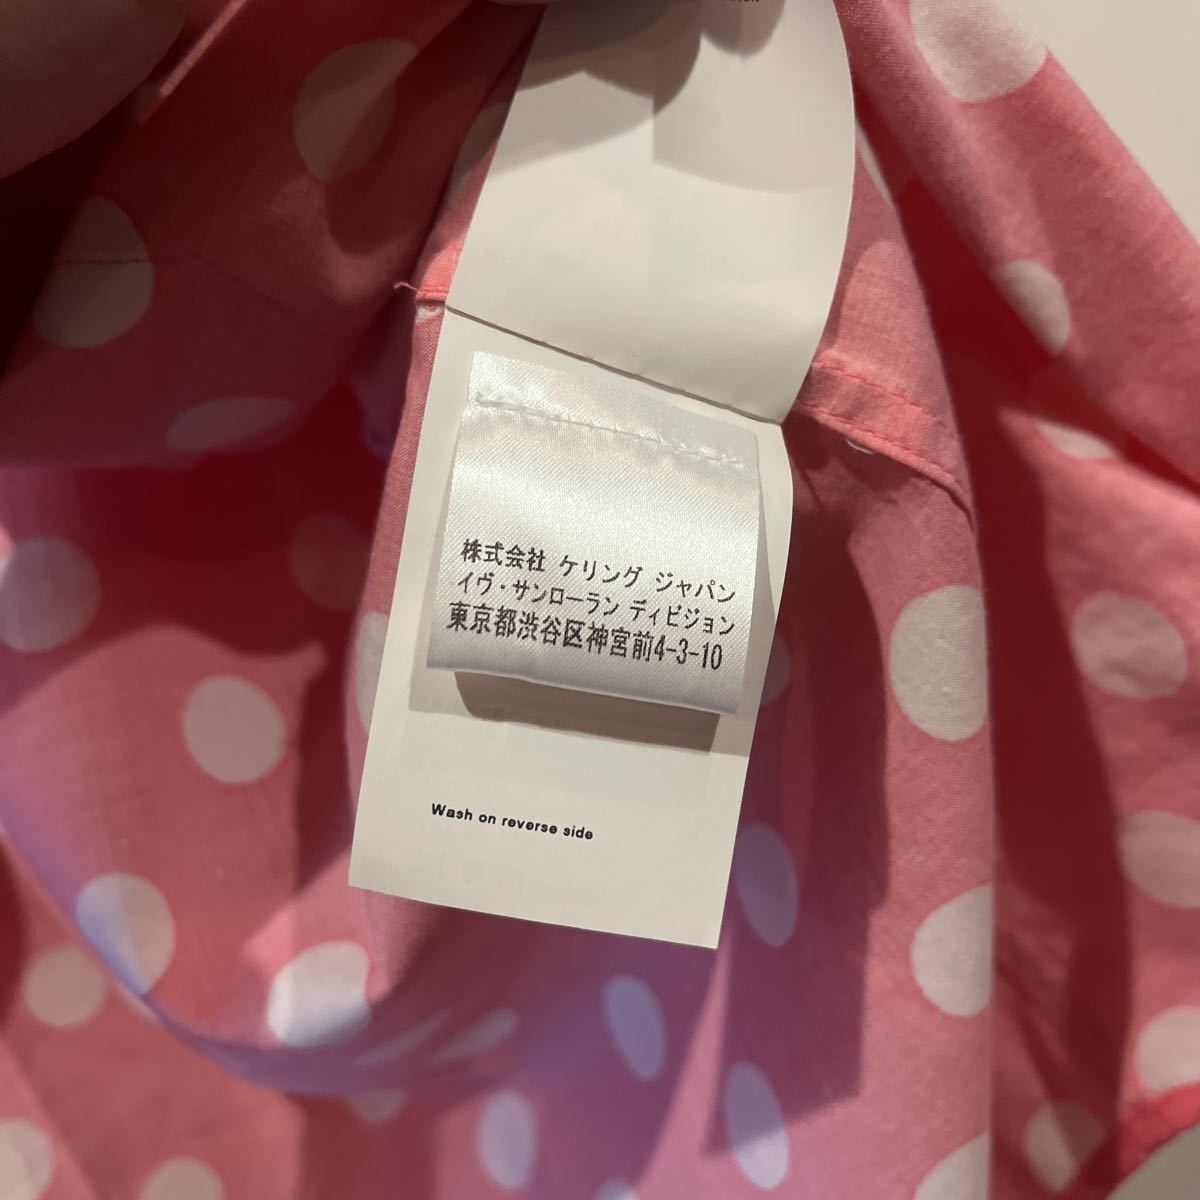 株式会社 ケリング ジャパン
イヴ・サンローラン ディビジョン
東京都渋谷区神宮前4-3-10
Wash on reverse side